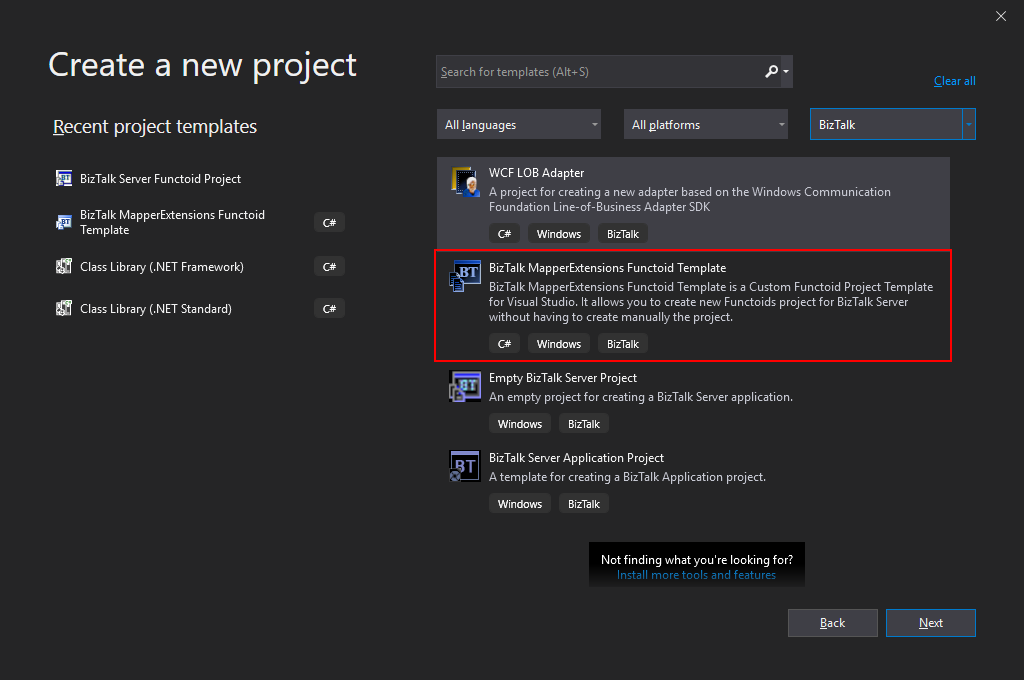 Create a new project
Recent project templates
BizTalk Server Functoid Project
BizTalk MapperExtensions Functoid
Template
C#
Class Library (.NET Framework)
C#
Class Library (.NET Standard)
C#
Search for templates (Alt+S)
Clear all
All languages
All platforms
BizTalk
WCF LOB Adapter
A project for creating a new adapter based on the Windows Communication
Foundation Line-of-Business Adapter SDK
C# Windows BizTalk
BT
BizTalk MapperExtensions Functoid Template
BizTalk MapperExtensions Functoid Template is a Custom Functoid Project Template
for Visual Studio. It allows you to create new Functoids project for BizTalk Server
without having to create manually the project.
C# Windows BizTalk
BT
Empty BizTalk Server Project
An empty project for creating a BizTalk Server application.
Windows BizTalk
BT
BizTalk Server Application Project
A template for creating a BizTalk Application project.
Windows BizTalk
Not finding what you're looking for?
Install more tools and features
Back
Next